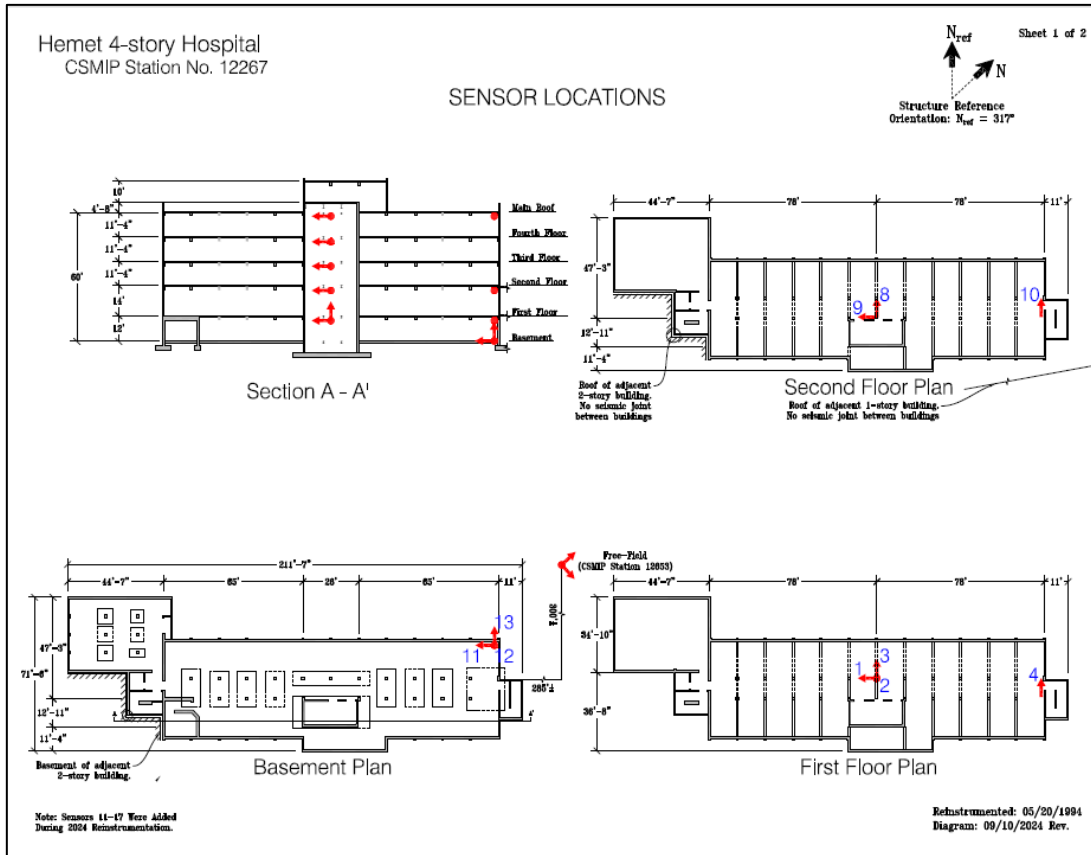 Hemet 4-story Hospital
CSMIP Station No. 12267
SENSOR LOCATIONS
Nref
N
Sheet 1 of 2
Structure Reference
Orientation: Nref = 317°
10'
4'-8"
11'-4"
11'-4"
11'-4"
14'
12'
60'
Main Roof
Fourth Floor
Third Floor
Second Floor
First Floor
Basement
Section A - A'
44'-7"
78'
78'
11'
47'-3"
12'-11"
11'-4"
9
8
10
Roof of adjacent
2-story building.
No seismic joint
between buildings
Second Floor Plan
Roof of adjacent 1-story building.
No seismic joint between buildings
211'-7"
44'-7"
65'
26'
65'
11'
71'-6"
47'-3"
12'-11"
11'-4"
13
11
12
A'
Free-Field
(CSMIP Station 12653)
300'±
285'±
Basement of adjacent
2-story building.
Basement Plan
44'-7"
78'
78'
11'
34'-10"
36'-8"
1
3
2
4
First Floor Plan
Note: Sensors 11-17 Were Added
During 2024 Reinstrumentation.
Reinstrumented: 05/20/1994
Diagram: 09/10/2024 Rev.